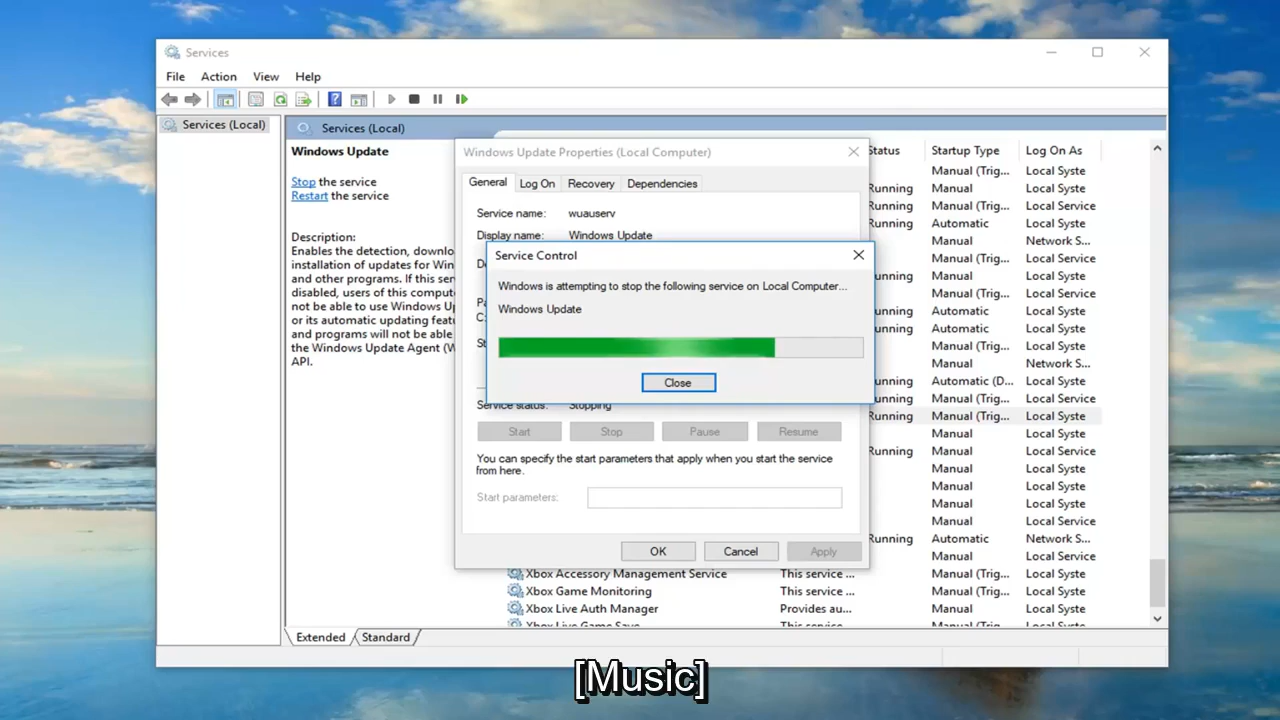 Services
File Action View Help
Services (Local)
Services (Local)
Windows Update
Stop the service
Restart the service
Description:
Enables the detection, downlo
installation of updates for Win
and other programs. If this ser
disabled, users of this compute
not be able to use Windows Up
or its automatic updating featu
and programs will not be able
the Windows Update Agent (W
API.
Windows Update Properties (Local Computer)
General Log On Recovery Dependencies
Service name: wuauserv
Display name: Windows Update
Service Control
Windows is attempting to stop the following service on Local Computer...
Windows Update
Close
Service status: Stopping
Start Stop Pause Resume
You can specify the start parameters that apply when you start the service
from here.
Start parameters:
OK Cancel Apply
Status Startup Type Log On As
Manual (Trig... Local Syste
Running Manual Local Syste
Running Manual (Trig... Local Service
Running Automatic Local Syste
Manual Network S...
Manual (Trig... Local Service
Running Manual (Trig... Local Syste
Manual (Trig... Local Service
Running Automatic Local Syste
Running Automatic Local Service
Manual (Trig... Local Syste
Manual Network S...
unning Automatic (D... Local Syste
Manual (Trig... Local Service
Running Manual (Trig... Local Syste
Manual Local Syste
Running Manual Local Service
Manual Local Syste
Manual Local Syste
Manual Local Syste
Manual Local Service
Running Automatic Network S...
Manual Local Service
Xbox Accessory Management Service This service ... Manual (Trig... Local Syste
Xbox Game Monitoring This service ... Manual (Trig... Local Syste
Xbox Live Auth Manager Provides au... Manual Local Syste
Xbox Live Game Save This service ... Manual (Trig... Local Syste
Extended Standard
[Music]